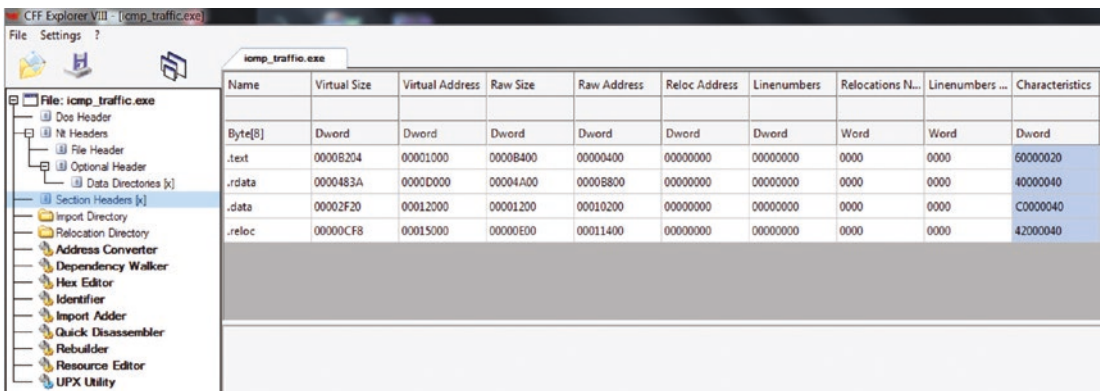 CFF Explorer VIII - [icmp_traffic.exe]
File Settings ?
icmp_traffic.exe
File: icmp_traffic.exe
Dos Header
Nt Headers
File Header
Optional Header
Data Directories [x]
Section Headers [x]
Import Directory
Relocation Directory
Address Converter
Dependency Walker
Hex Editor
Identifier
Import Adder
Quick Disassembler
Rebuilder
Resource Editor
UPX Utility
Name Virtual Size Virtual Address Raw Size Raw Address Reloc Address Linenumbers Relocations N... Linenumbers ... Characteristics
Byte[8] Dword Dword Dword Dword Dword Dword Word Word Dword
.text 0000B204 00001000 0000B400 00000400 00000000 00000000 0000 0000 60000020
.rdata 0000483A 0000D000 00004A00 0000B800 00000000 00000000 0000 0000 40000040
.data 00002F20 00012000 00001200 00010200 00000000 00000000 0000 0000 C0000040
.reloc 00000CF8 00015000 00000E00 00011400 00000000 00000000 0000 0000 42000040